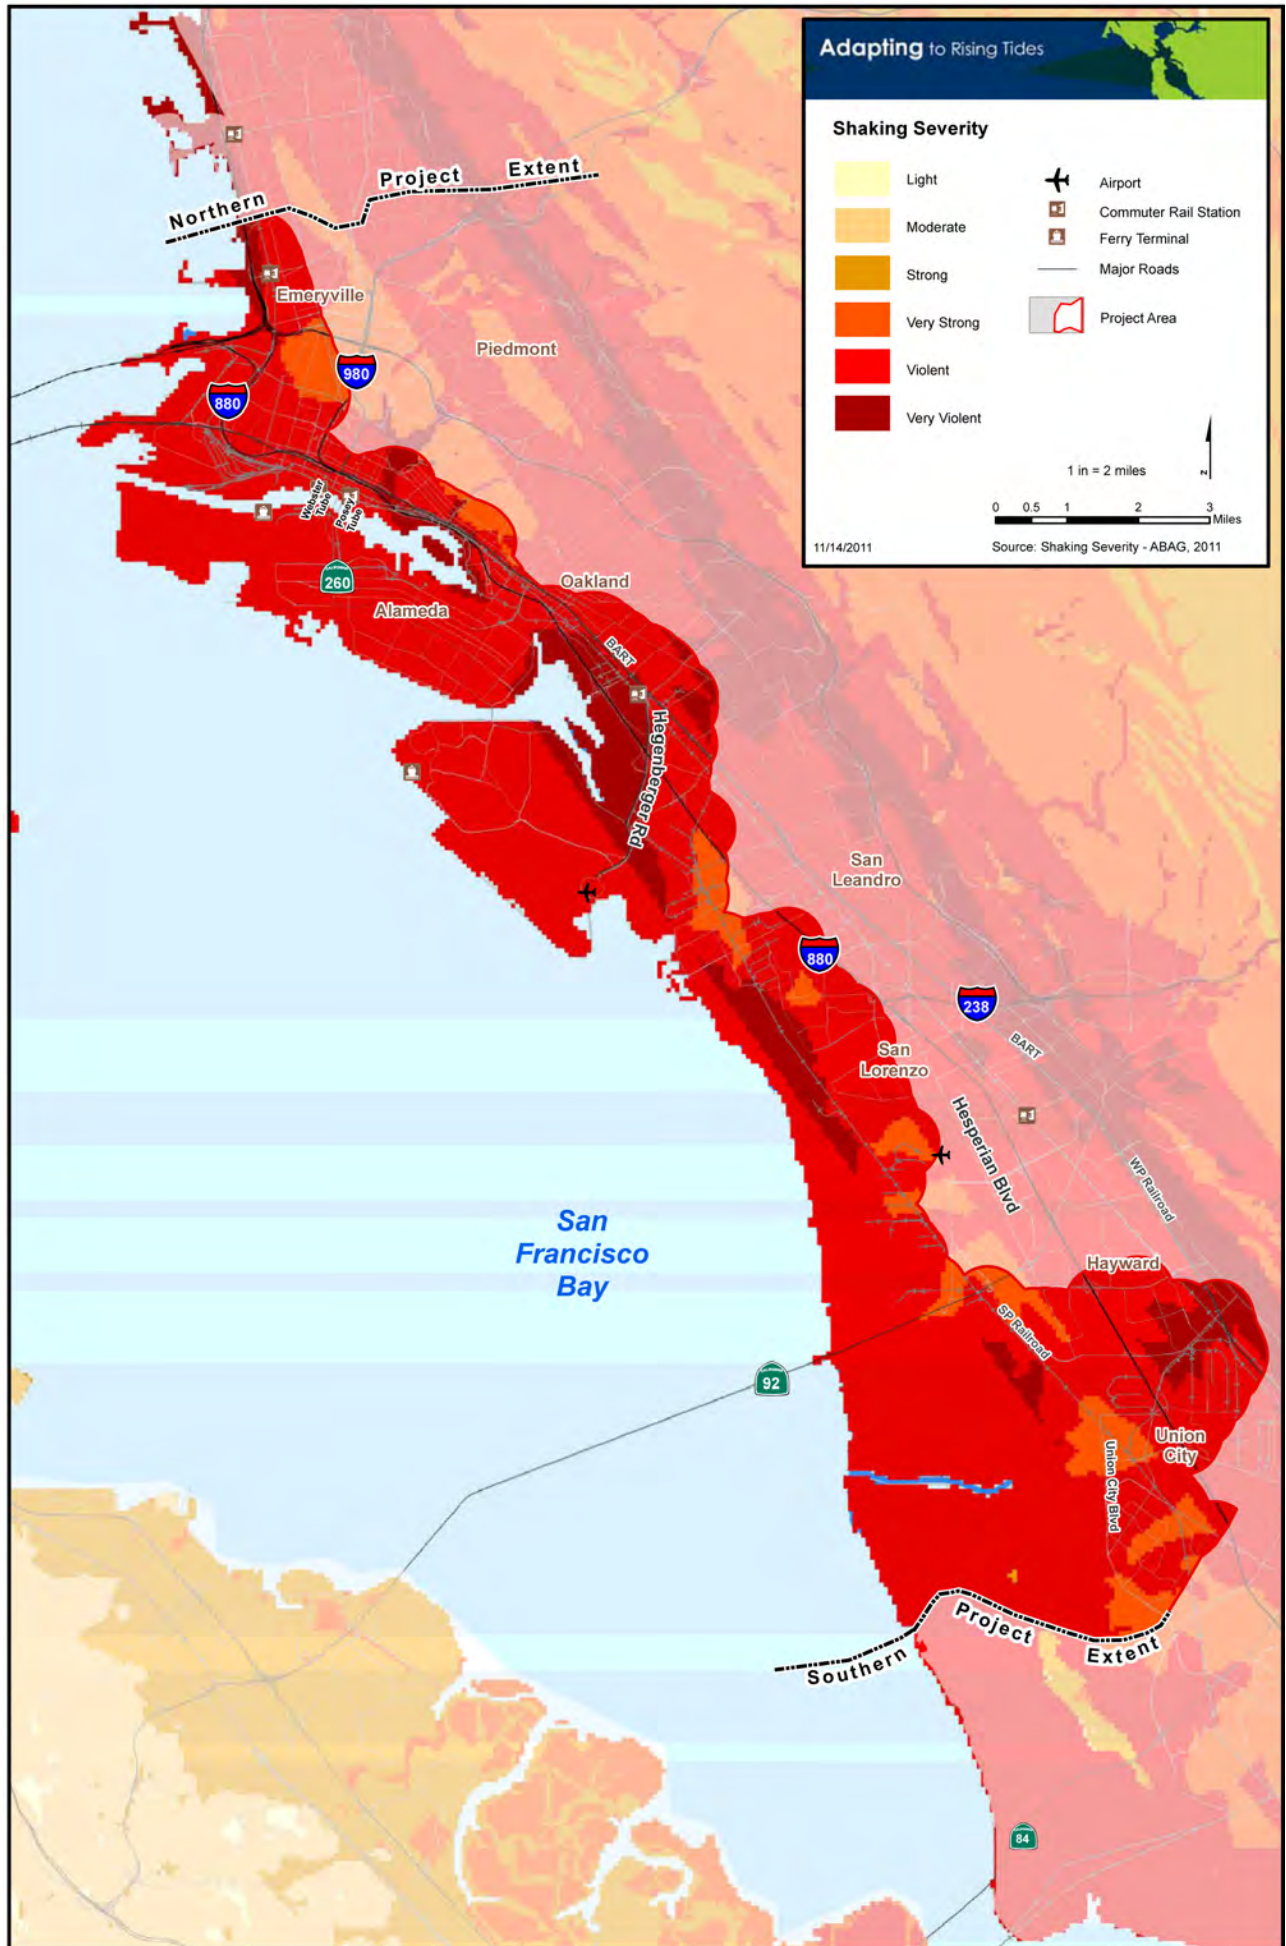 Adapting to Rising Tides
Shaking Severity
Light
Moderate
Strong
Very Strong
Violent
Very Violent
Airport
Commuter Rail Station
Ferry Terminal
Major Roads
Project Area
1 in = 2 miles
N
0 0.5 1 2 3
Miles
11/14/2011
Source: Shaking Severity - ABAG, 2011
Northern Project Extent
Emeryville
Piedmont
980
880
Webster
Tube
Posey
Tube
CALIFORNIA
260
Alameda
Oakland
BART
Hegenberger Rd
San
Leandro
880
238
BART
San
Lorenzo
Hesperian Blvd
WP Railroad
San
Francisco
Bay
Hayward
SP Railroad
CALIFORNIA
92
Union
City
Union City Blvd
Southern Project Extent
CALIFORNIA
84